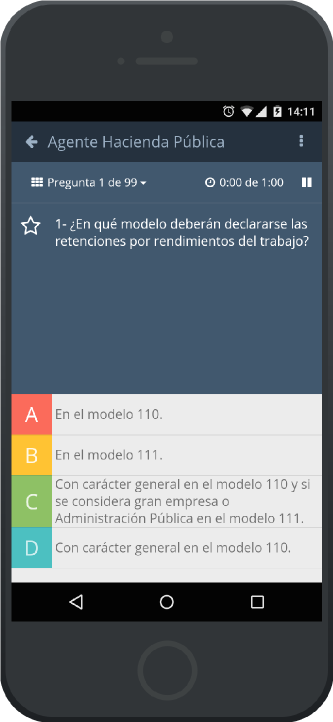 14:11
Agente Hacienda Pública
Pregunta 1 de 99
0:00 de 1:00
1- ¿En qué modelo deberán declararse las
retenciones por rendimientos del trabajo?
A
En el modelo 110.
B
En el modelo 111.
C
Con carácter general en el modelo 110 y si
se considera gran empresa o
Administración Pública en el modelo 111.
D
Con carácter general en el modelo 110.